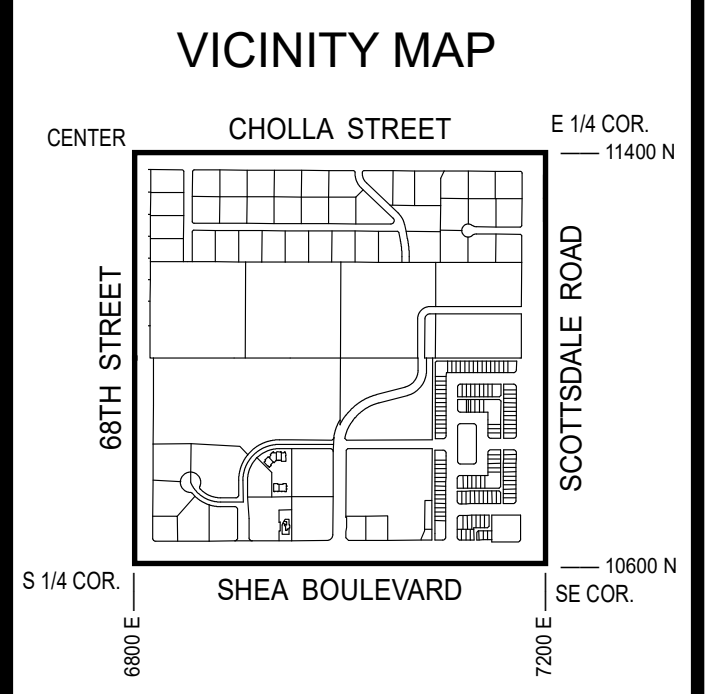 VICINITY MAP
CHOLLA STREET
CENTER
E 1/4 COR.
11400 N
68TH STREET
SCOTTSDALE ROAD
10600 N
S 1/4 COR.
SHEA BOULEVARD
SE COR.
6800 E
7200 E